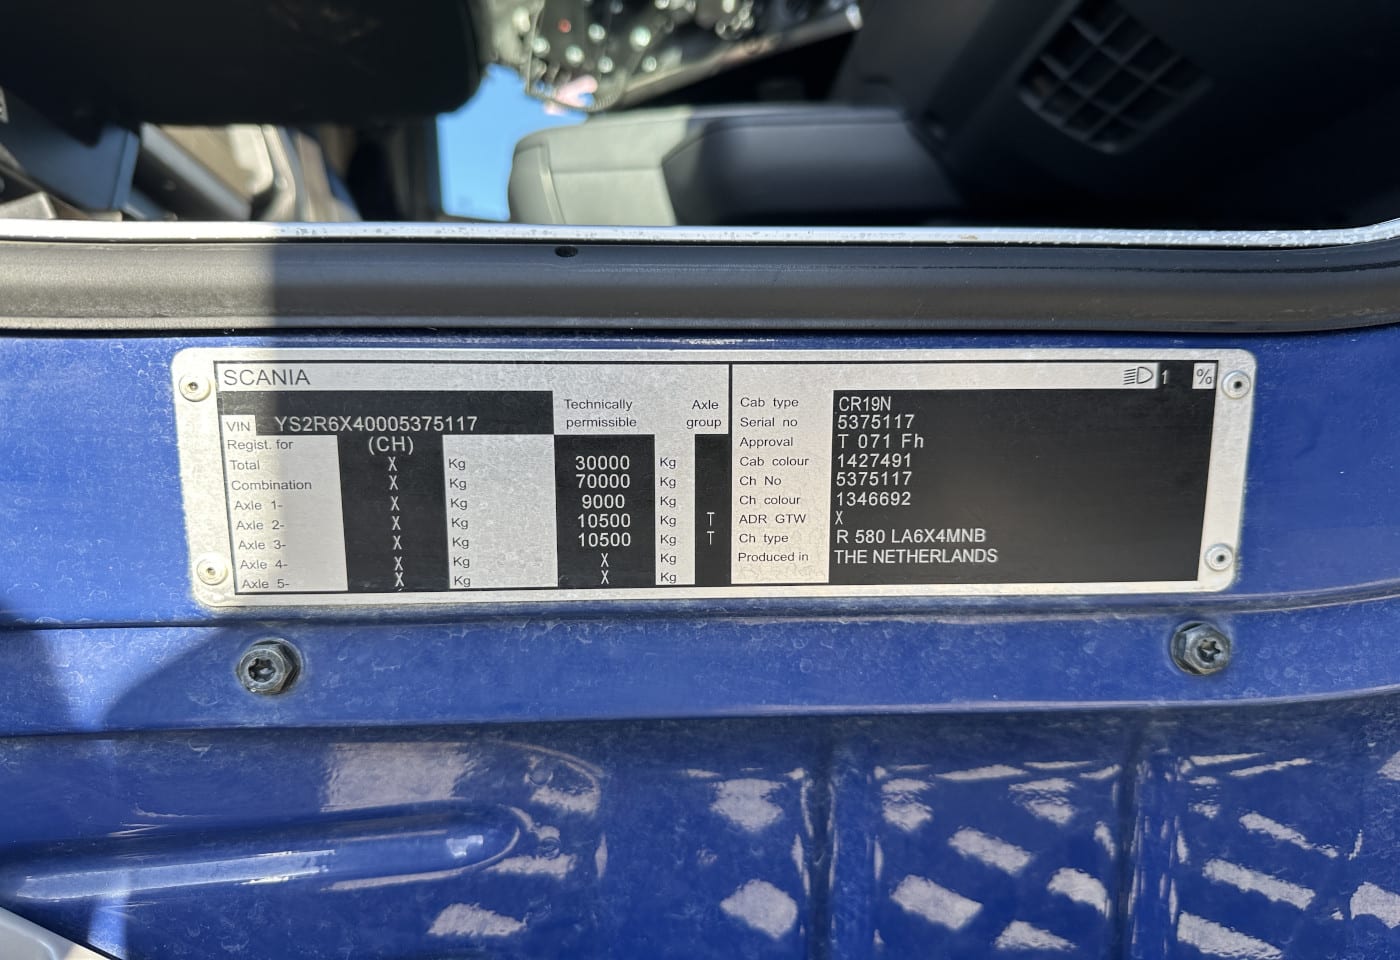 SCANIA
1 %
VIN YS2R6X40005375117
Technically permissible
Axle group
Regist. for (CH)
Total X Kg 30000 Kg
Combination X Kg 70000 Kg
Axle 1- X Kg 9000 Kg
Axle 2- X Kg 10500 Kg T
Axle 3- X Kg 10500 Kg T
Axle 4- X Kg X Kg
Axle 5- X Kg X Kg
Cab type CR19N
Serial no 5375117
Approval T 071 Fh
Cab colour 1427491
Ch No 5375117
Ch colour 1346692
ADR GTW X
Ch type R 580 LA6X4MNB
Produced in THE NETHERLANDS